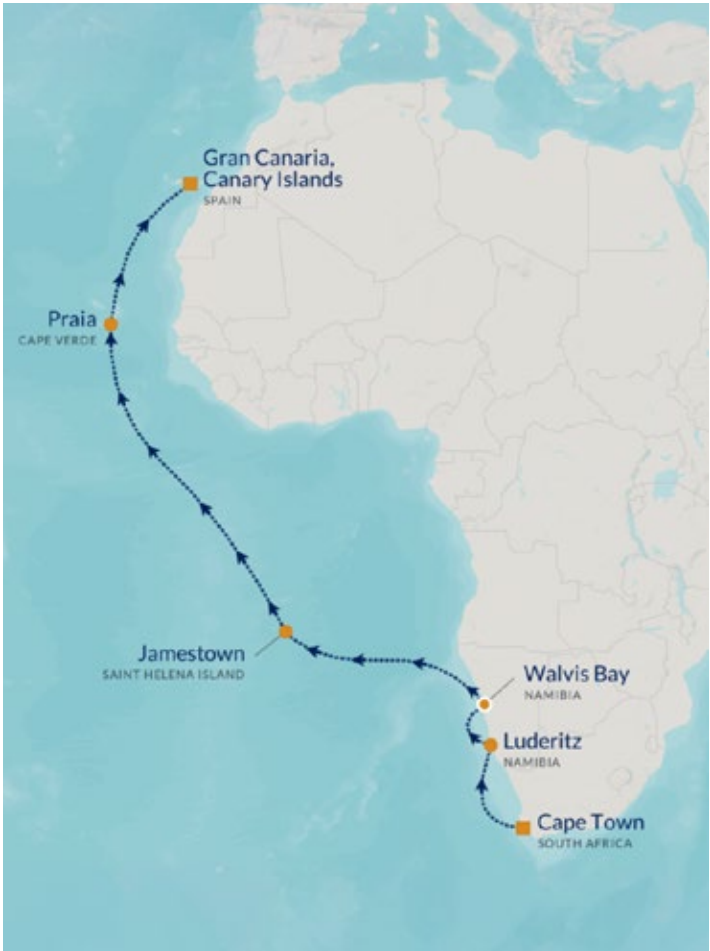 Gran Canaria,
Canary Islands
SPAIN
Praia
CAPE VERDE
Jamestown
SAINT HELENA ISLAND
Walvis Bay
NAMIBIA
Luderitz
NAMIBIA
Cape Town
SOUTH AFRICA